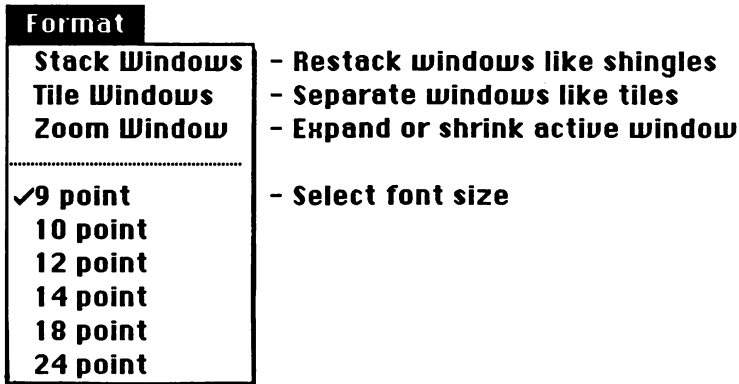 Format
Stack Windows - Restack windows like shingles
Tile Windows - Separate windows like tiles
Zoom Window - Expand or shrink active window
✓9 point - Select font size
10 point
12 point
14 point
18 point
24 point